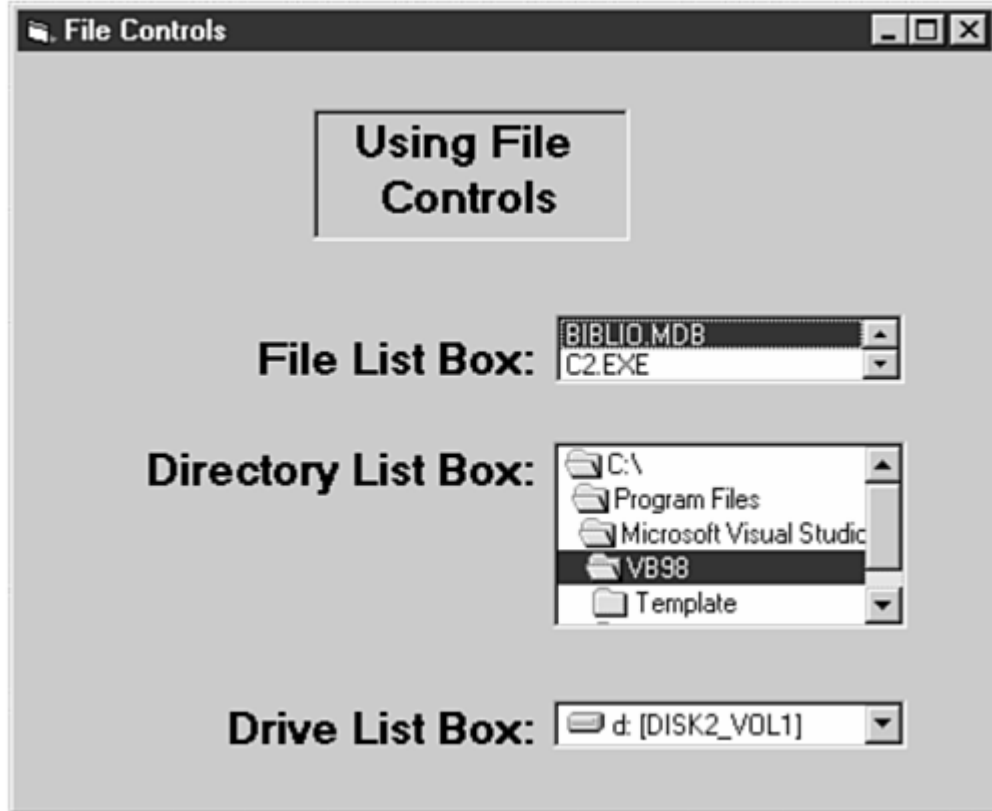 File Controls
Using File
Controls
File List Box:
BIBLIO.MDB
C2.EXE
Directory List Box:
C:\
Program Files
Microsoft Visual Studio
VB98
Template
Drive List Box:
d: [DISK2_VOL1]